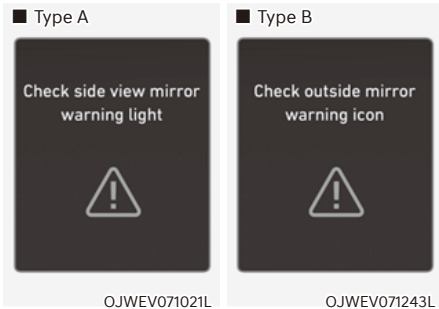 ■ Type A
Check side view mirror
warning light
OJWEV071021L
■ Type B
Check outside mirror
warning icon
OJWEV071243L